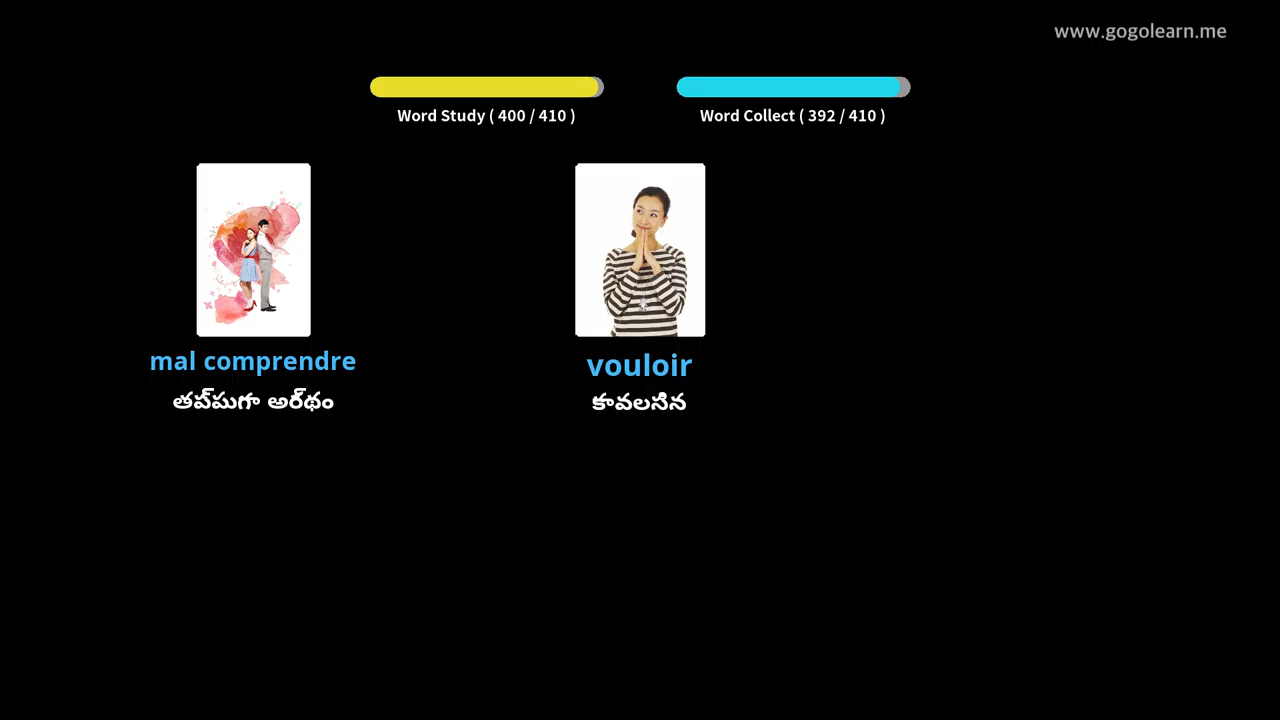 www.gogolearn.me
Word Study ( 400 / 410 )
Word Collect ( 392 / 410 )
mal comprendre
తప్పుగా అర్థం
vouloir
కావలసిన